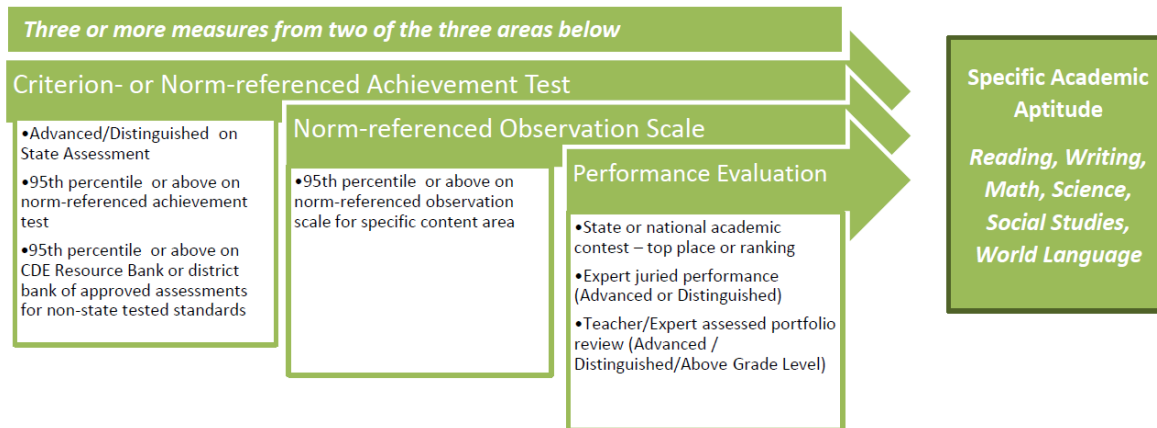 Three or more measures from two of the three areas below
Criterion- or Norm-referenced Achievement Test
•Advanced/Distinguished on
State Assessment
•95th percentile or above on
norm-referenced achievement
test
•95th percentile or above on
CDE Resource Bank or district
bank of approved assessments
for non-state tested standards
Norm-referenced Observation Scale
•95th percentile or above on
norm-referenced observation
scale for specific content area
Performance Evaluation
•State or national academic
contest – top place or ranking
•Expert juried performance
(Advanced or Distinguished)
•Teacher/Expert assessed portfolio
review (Advanced /
Distinguished/Above Grade Level)
Specific Academic
Aptitude
Reading, Writing,
Math, Science,
Social Studies,
World Language